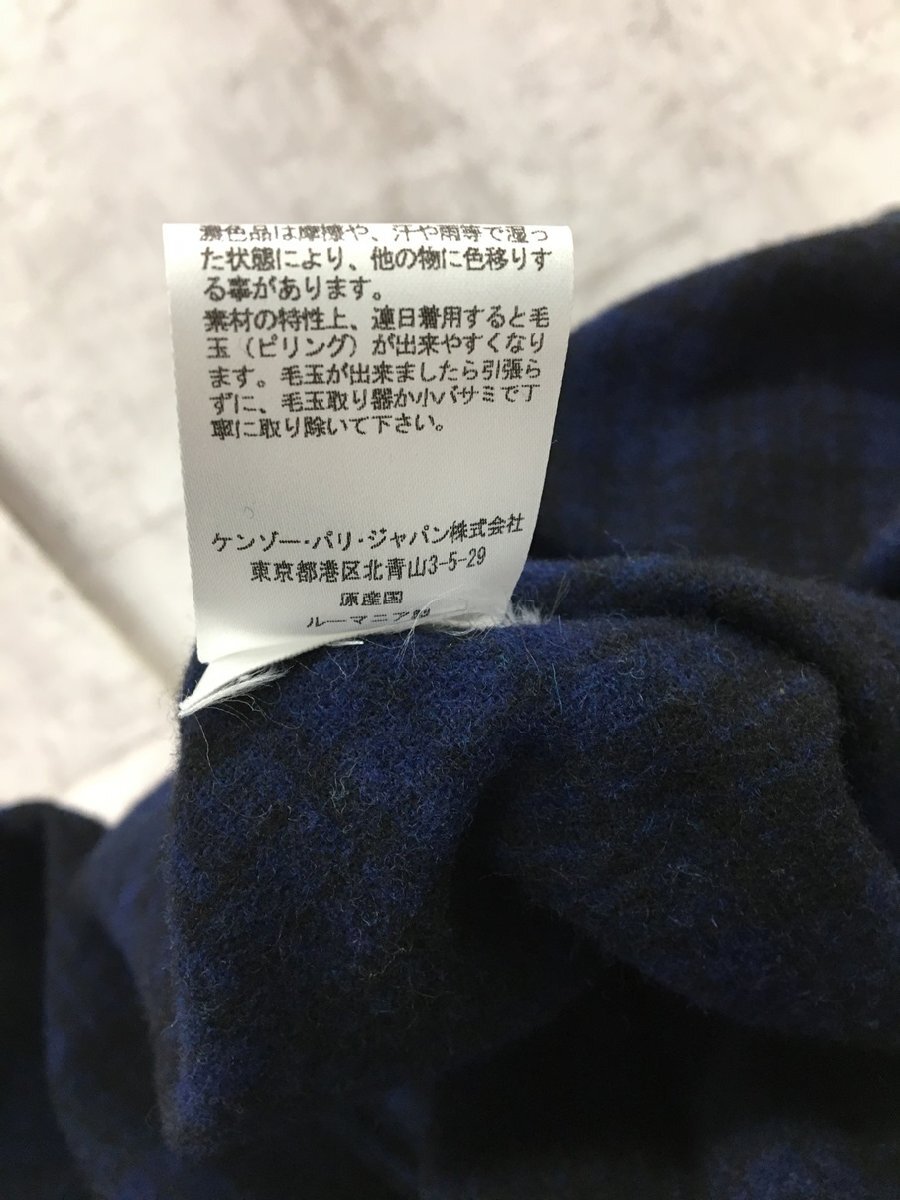 濃色品は摩擦や、汗や雨等で湿っ
た状態により、他の物に色移りす
る事があります。
素材の特性上、連日着用すると毛
玉（ピリング）が出来やすくなり
ます。毛玉が出来ましたら引張ら
ずに、毛玉取り器か小バサミで丁
寧に取り除いて下さい。
ケンゾー・パリ・ジャパン株式会社
東京都港区北青山3-5-29
原産国
ルーマニア製